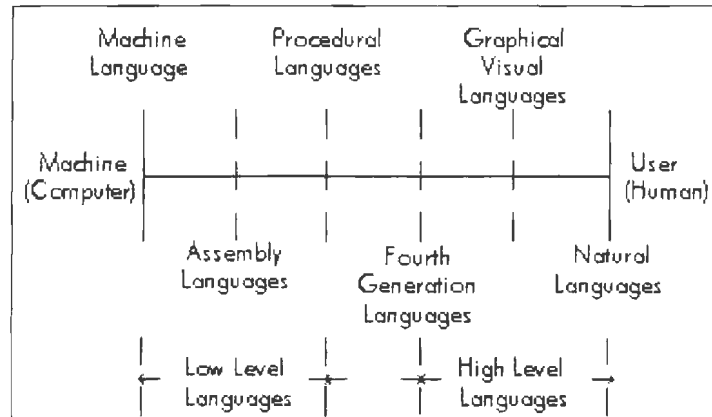 Machine
Language
Procedural
Languages
Graphical
Visual
Languages
Machine
(Computer)
User
(Human)
Assembly
Languages
Fourth
Generation
Languages
Natural
Languages
Low Level
Languages
High Level
Languages